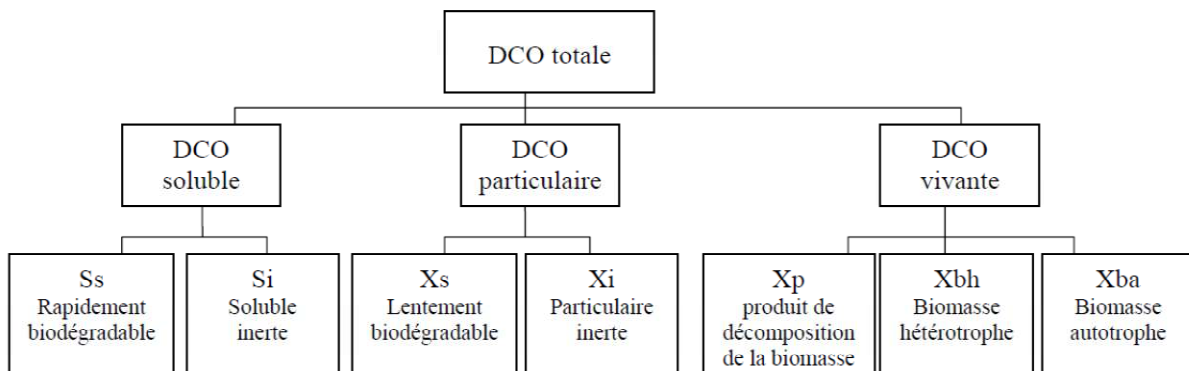 DCO totale
DCO
soluble
DCO
particulaire
DCO
vivante
Ss
Rapidement
biodégradable
Si
Soluble
inerte
Xs
Lentement
biodégradable
Xi
Particulaire
inerte
Xp
produit de
décomposition
de la biomasse
Xbh
Biomasse
hétérotrophe
Xba
Biomasse
autotrophe